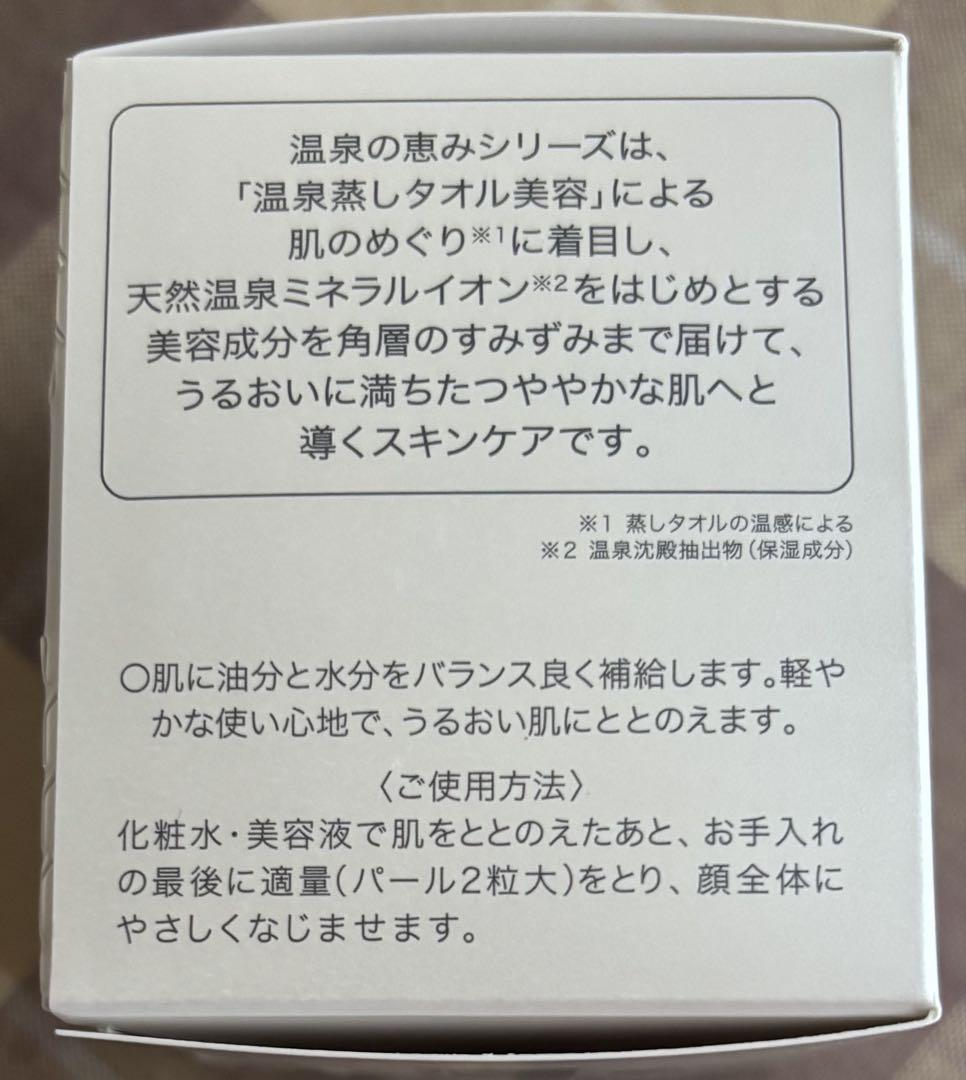 温泉の恵みシリーズは、
「温泉蒸しタオル美容」による
肌のめぐり※1に着目し、
天然温泉ミネラルイオン※2をはじめとする
美容成分を角層のすみずみまで届けて、
うるおいに満ちたつややかな肌へと
導くスキンケアです。
※1 蒸しタオルの温感による
※2 温泉沈殿抽出物(保湿成分)
○肌に油分と水分をバランス良く補給します。軽や
かな使い心地で、うるおい肌にととのえます。
〈ご使用方法〉
化粧水・美容液で肌をととのえたあと、お手入れ
の最後に適量(パール2粒大)をとり、顔全体に
やさしくなじませます。